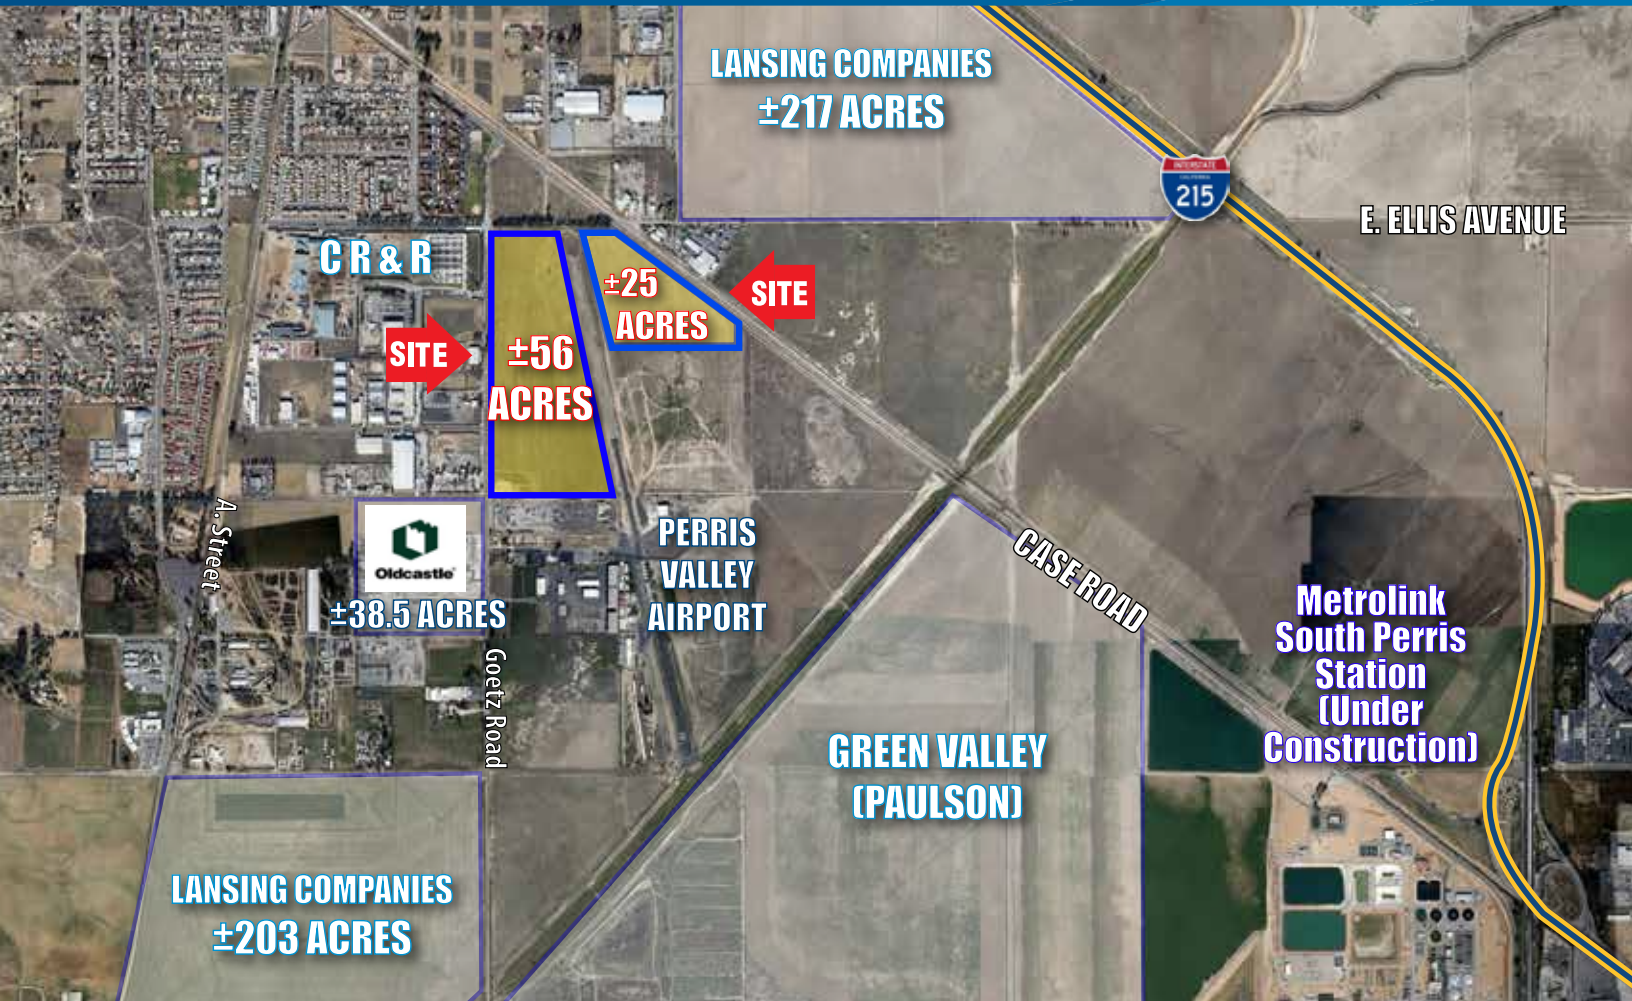 LANSING COMPANIES
±217 ACRES
INTERSTATE
CALIFORNIA
215
E. ELLIS AVENUE
C R & R
±25
ACRES
SITE
SITE
±56
ACRES
A. Street
Oldcastle
±38.5 ACRES
PERRIS
VALLEY
AIRPORT
CASE ROAD
Metrolink
South Perris
Station
(Under
Construction)
Goetz Road
GREEN VALLEY
(PAULSON)
LANSING COMPANIES
±203 ACRES